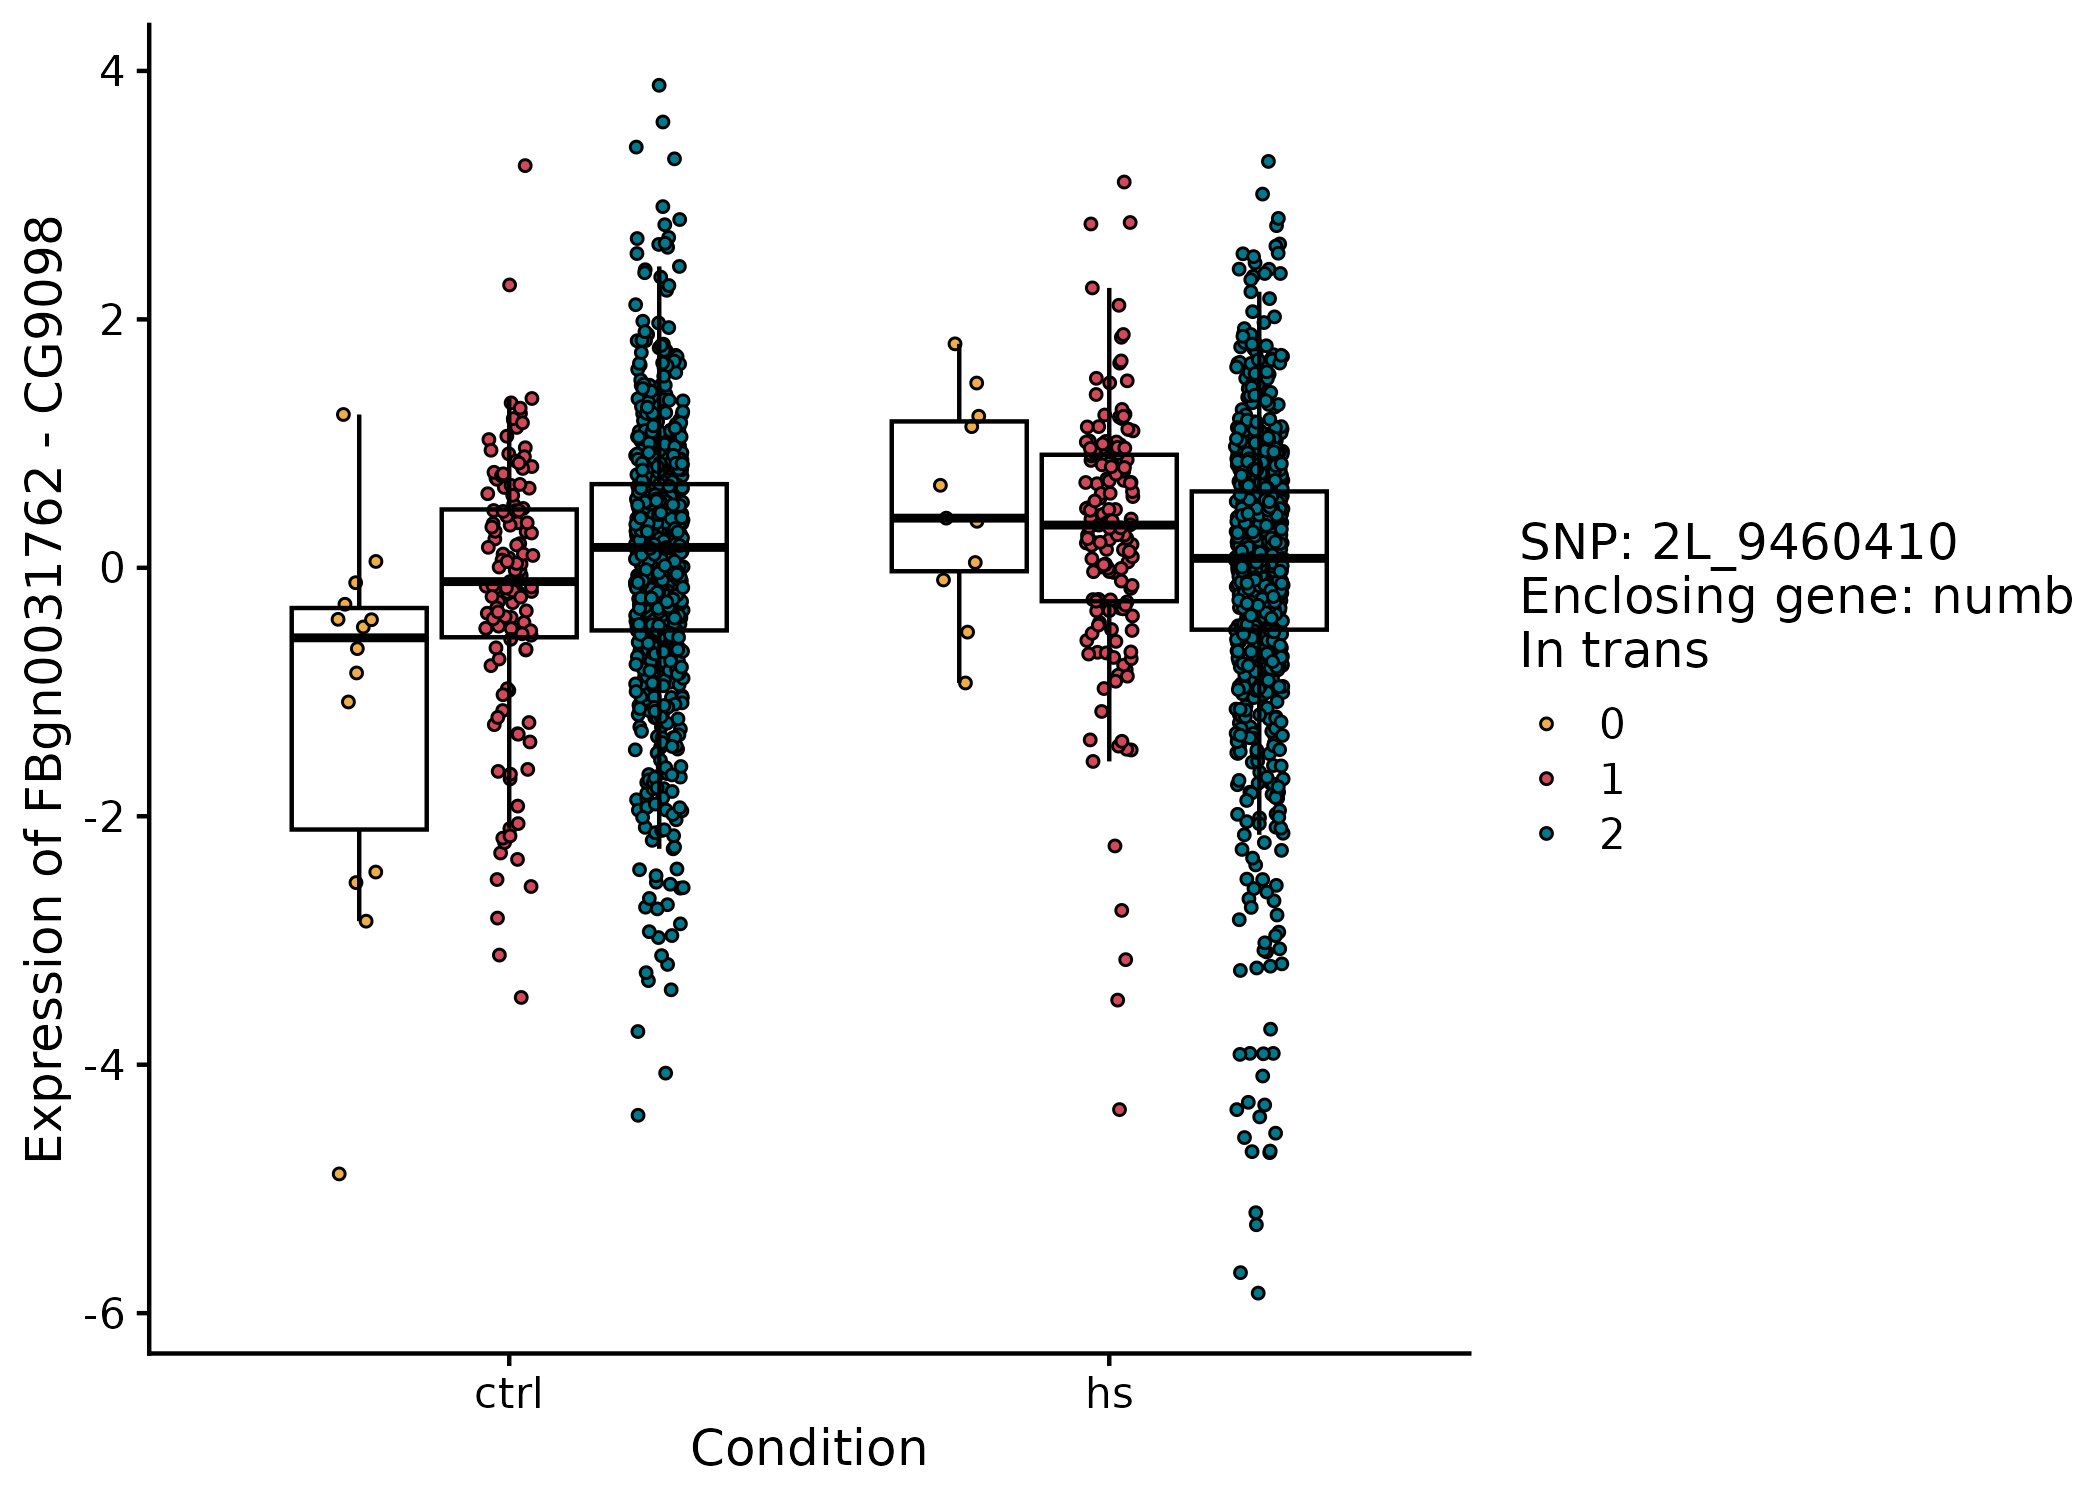 Expression of FBgn0031762 - CG9098
4
2
0
-2
-4
-6
ctrl
hs
Condition
SNP: 2L_9460410
Enclosing gene: numb
In trans
0
1
2